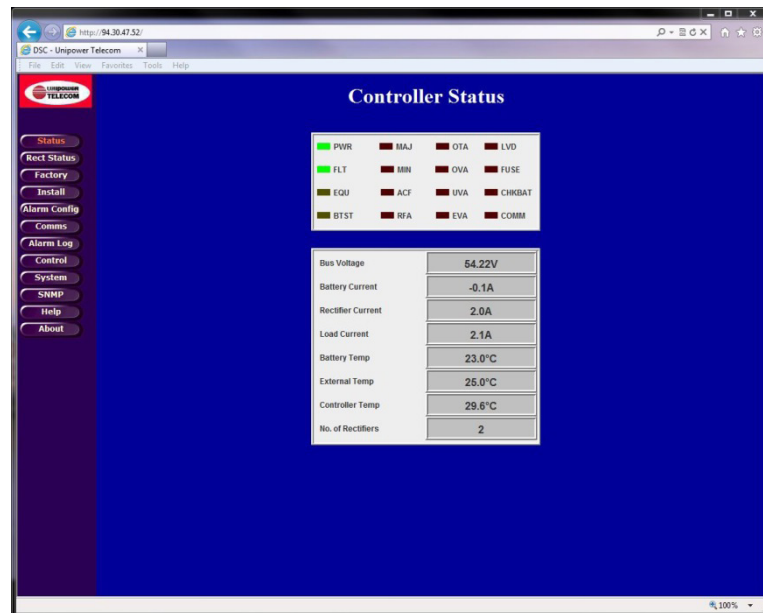 http://94.30.47.52/
DSC - Unipower Telecom
File Edit View Favorites Tools Help
UNIPOWER
TELECOM
Controller Status
Status
Rect Status
Factory
Install
Alarm Config
Comms
Alarm Log
Control
System
SNMP
Help
About
PWR MAJ OTA LVD
FLT MIN OVA FUSE
EQU ACF UVA CHKBAT
BTST RFA EVA COMM
Bus Voltage 54.22V
Battery Current -0.1A
Rectifier Current 2.0A
Load Current 2.1A
Battery Temp 23.0°C
External Temp 25.0°C
Controller Temp 29.6°C
No. of Rectifiers 2
100%